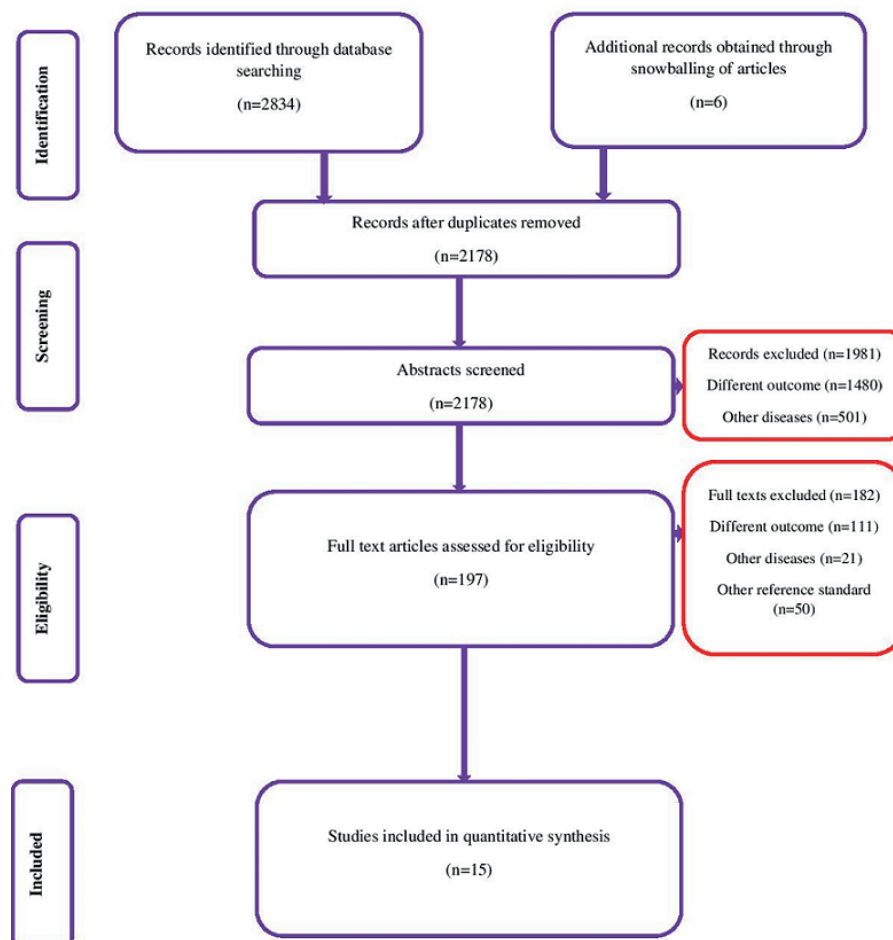 Identification
Records identified through database
searching
(n=2834)
Additional records obtained through
snowballing of articles
(n=6)
Records after duplicates removed
(n=2178)
Screening
Abstracts screened
(n=2178)
Records excluded (n=1981)
Different outcome (n=1480)
Other diseases (n=501)
Eligibility
Full text articles assessed for eligibility
(n=197)
Full texts excluded (n=182)
Different outcome (n=111)
Other diseases (n=21)
Other reference standard
(n=50)
Included
Studies included in quantitative synthesis
(n=15)